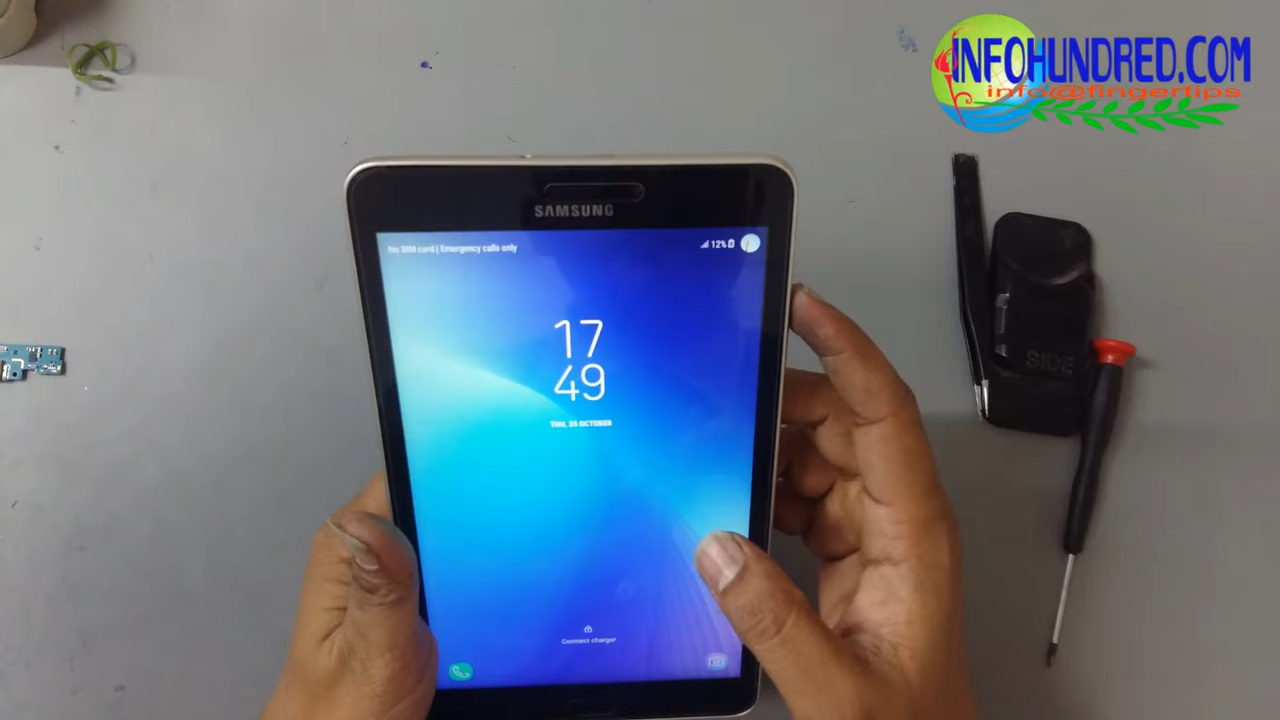 INFOHUNDRED.COM
info@fingertips
SAMSUNG
No SIM card | Emergency calls only
12%
17
49
THU, 25 OCTOBER
Connect charger
SIDE